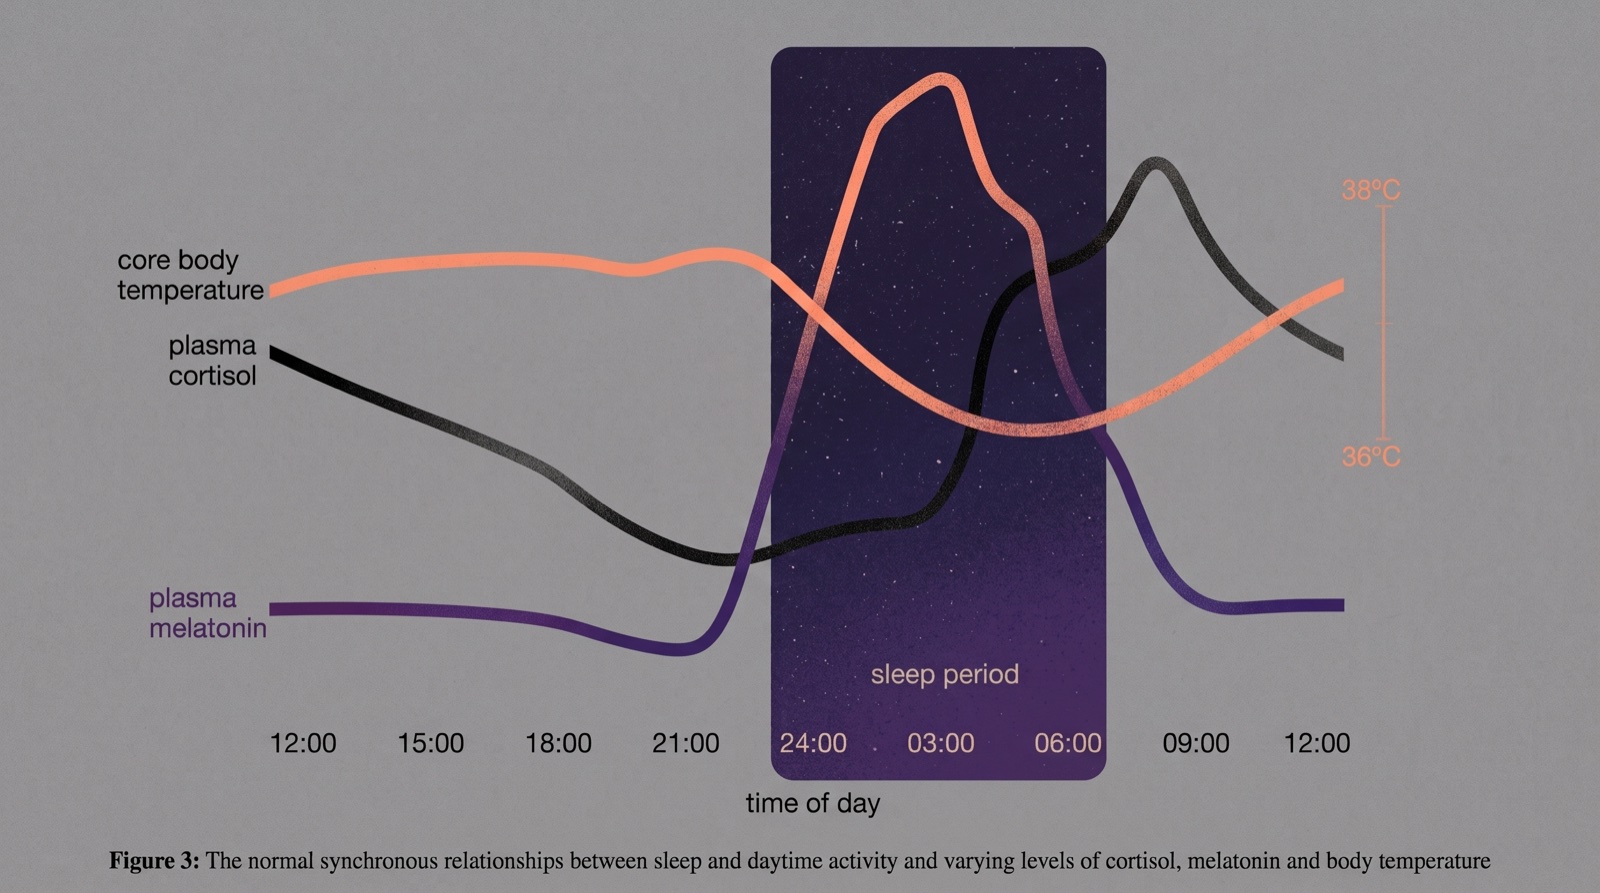 core body
temperature
plasma
cortisol
plasma
melatonin
38ºC
36ºC
sleep period
12:00 15:00 18:00 21:00 24:00 03:00 06:00 09:00 12:00
time of day
Figure 3: The normal synchronous relationships between sleep and daytime activity and varying levels of cortisol, melatonin and body temperature